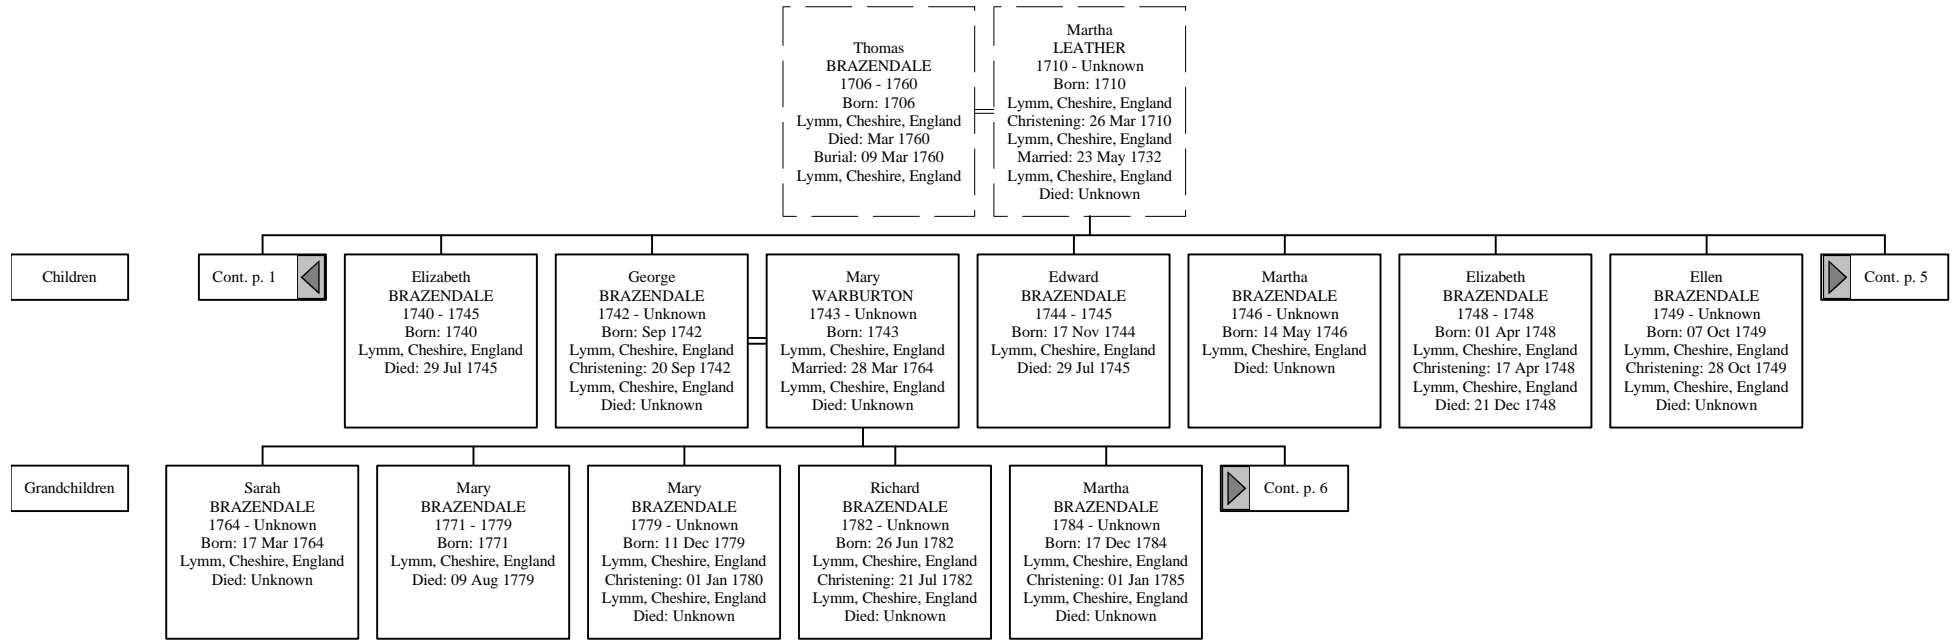 Thomas
BRAZENDALE
1706 - 1760
Born: 1706
Lymm, Cheshire, England
Died: Mar 1760
Burial: 09 Mar 1760
Lymm, Cheshire, England
Martha
LEATHER
1710 - Unknown
Born: 1710
Lymm, Cheshire, England
Christening: 26 Mar 1710
Lymm, Cheshire, England
Married: 23 May 1732
Lymm, Cheshire, England
Died: Unknown
Children
Cont. p. 1
Elizabeth
BRAZENDALE
1740 - 1745
Born: 1740
Lymm, Cheshire, England
Died: 29 Jul 1745
George
BRAZENDALE
1742 - Unknown
Born: Sep 1742
Lymm, Cheshire, England
Christening: 20 Sep 1742
Lymm, Cheshire, England
Died: Unknown
Mary
WARBURTON
1743 - Unknown
Born: 1743
Lymm, Cheshire, England
Married: 28 Mar 1764
Lymm, Cheshire, England
Died: Unknown
Edward
BRAZENDALE
1744 - 1745
Born: 17 Nov 1744
Lymm, Cheshire, England
Died: 29 Jul 1745
Martha
BRAZENDALE
1746 - Unknown
Born: 14 May 1746
Lymm, Cheshire, England
Died: Unknown
Elizabeth
BRAZENDALE
1748 - 1748
Born: 01 Apr 1748
Lymm, Cheshire, England
Christening: 17 Apr 1748
Lymm, Cheshire, England
Died: 21 Dec 1748
Ellen
BRAZENDALE
1749 - Unknown
Born: 07 Oct 1749
Lymm, Cheshire, England
Christening: 28 Oct 1749
Lymm, Cheshire, England
Died: Unknown
Cont. p. 5
Grandchildren
Sarah
BRAZENDALE
1764 - Unknown
Born: 17 Mar 1764
Lymm, Cheshire, England
Died: Unknown
Mary
BRAZENDALE
1771 - 1779
Born: 1771
Lymm, Cheshire, England
Died: 09 Aug 1779
Mary
BRAZENDALE
1779 - Unknown
Born: 11 Dec 1779
Lymm, Cheshire, England
Christening: 01 Jan 1780
Lymm, Cheshire, England
Died: Unknown
Richard
BRAZENDALE
1782 - Unknown
Born: 26 Jun 1782
Lymm, Cheshire, England
Christening: 21 Jul 1782
Lymm, Cheshire, England
Died: Unknown
Martha
BRAZENDALE
1784 - Unknown
Born: 17 Dec 1784
Lymm, Cheshire, England
Christening: 01 Jan 1785
Lymm, Cheshire, England
Died: Unknown
Cont. p. 6